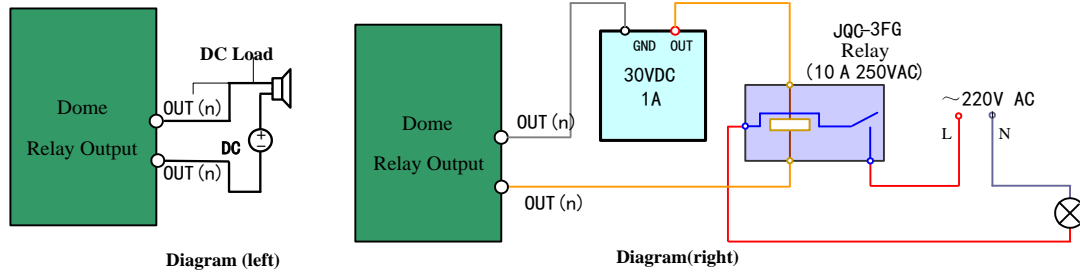 DC Load
Dome
Relay Output
OUT(n)
OUT(n)
DC
Diagram (left)
Dome
Relay Output
OUT(n)
OUT(n)
GND OUT
30VDC
1A
JQC-3FG
Relay
(10 A 250VAC)
～220V AC
L N
Diagram(right)